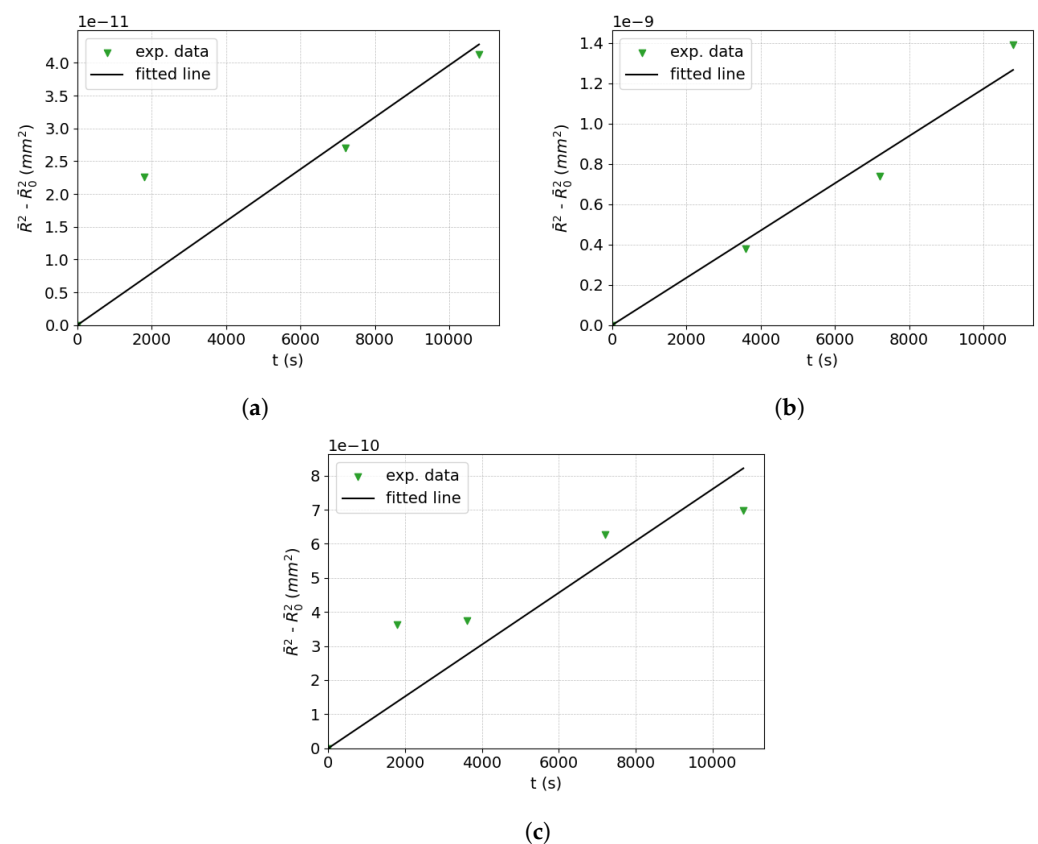 1e−11
exp. data
fitted line
4.0
3.5
3.0
2.5
2.0
1.5
1.0
0.5
0.0
R̄² - R̄₀² (mm²)
0 2000 4000 6000 8000 10000
t (s)
(a)
1e−9
exp. data
fitted line
1.4
1.2
1.0
0.8
0.6
0.4
0.2
0.0
R̄² - R̄₀² (mm²)
0 2000 4000 6000 8000 10000
t (s)
(b)
1e−10
exp. data
fitted line
8
7
6
5
4
3
2
1
0
R̄² - R̄₀² (mm²)
0 2000 4000 6000 8000 10000
t (s)
(c)